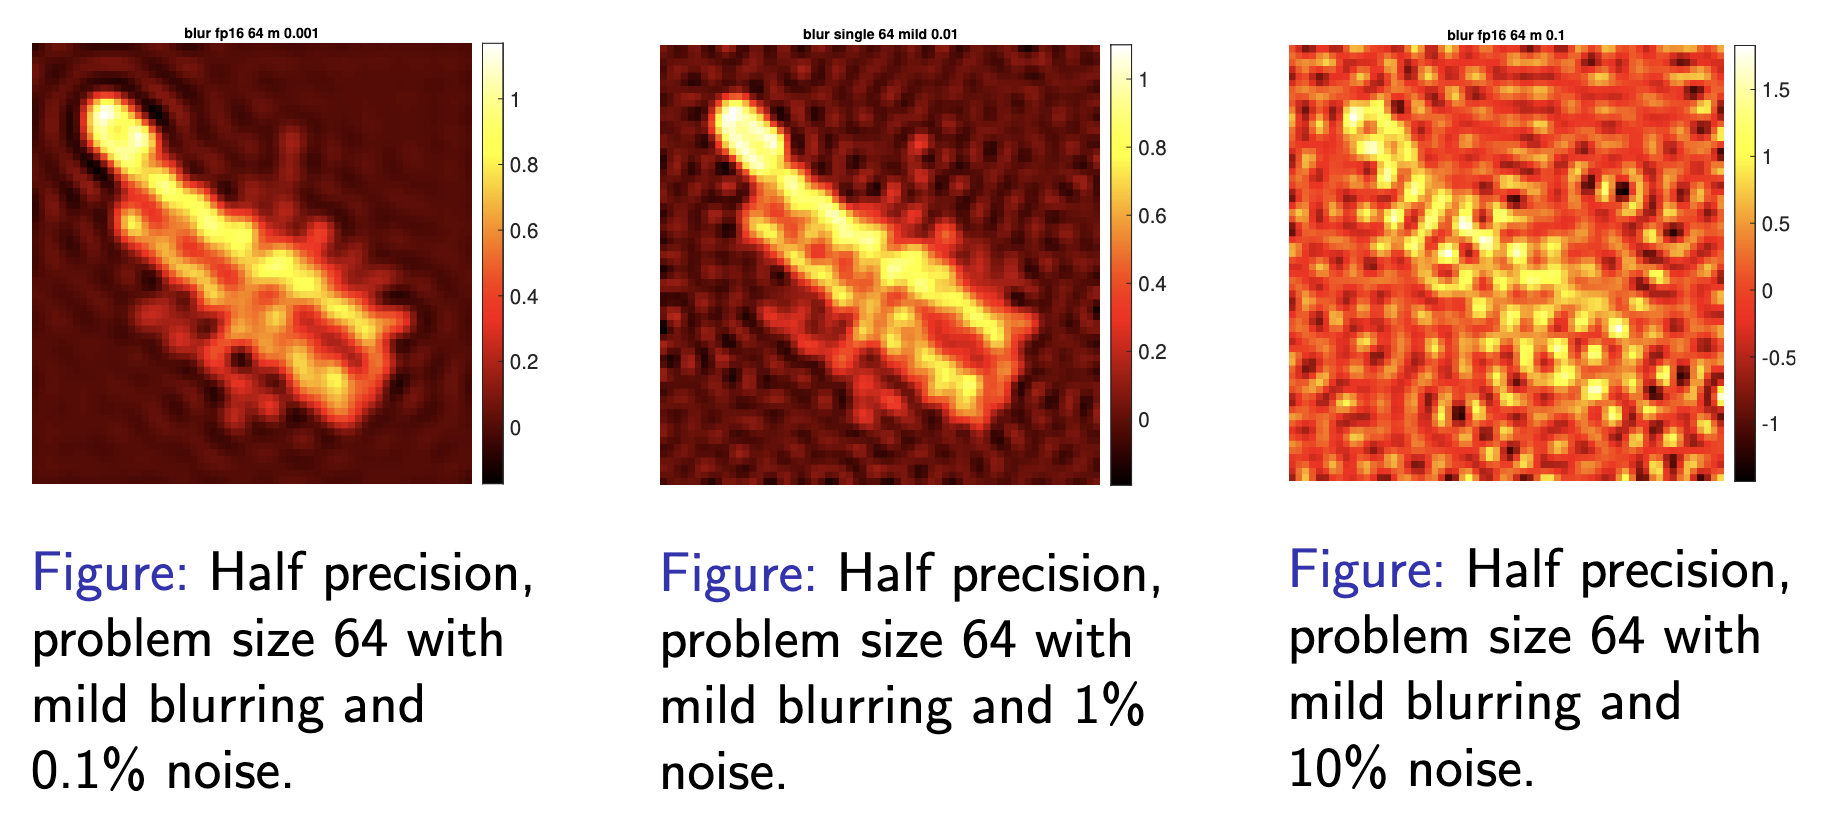 blur fp16 64 m 0.001
1
0.8
0.6
0.4
0.2
0
Figure: Half precision,
problem size 64 with
mild blurring and
0.1% noise.
blur single 64 mild 0.01
1
0.8
0.6
0.4
0.2
0
Figure: Half precision,
problem size 64 with
mild blurring and 1%
noise.
blur fp16 64 m 0.1
1.5
1
0.5
0
-0.5
-1
Figure: Half precision,
problem size 64 with
mild blurring and
10% noise.